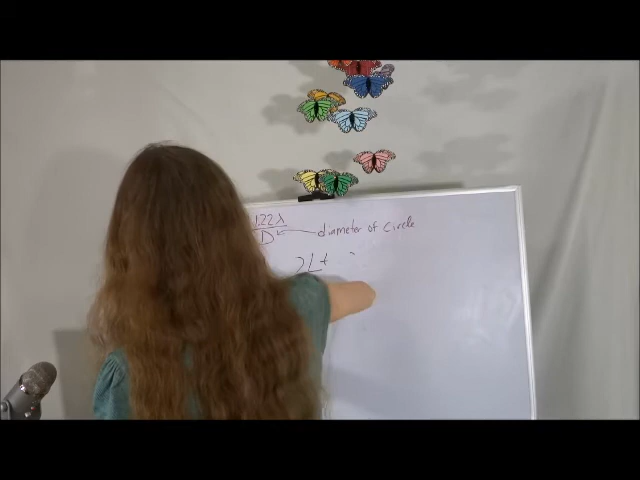 1.22λ
D ← diameter of circle
2L+